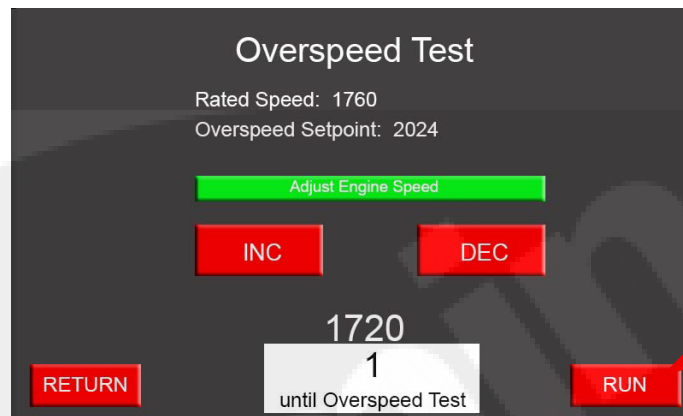 Overspeed Test
Rated Speed: 1760
Overspeed Setpoint: 2024
Adjust Engine Speed
INC DEC
1720
1
until Overspeed Test
RETURN RUN